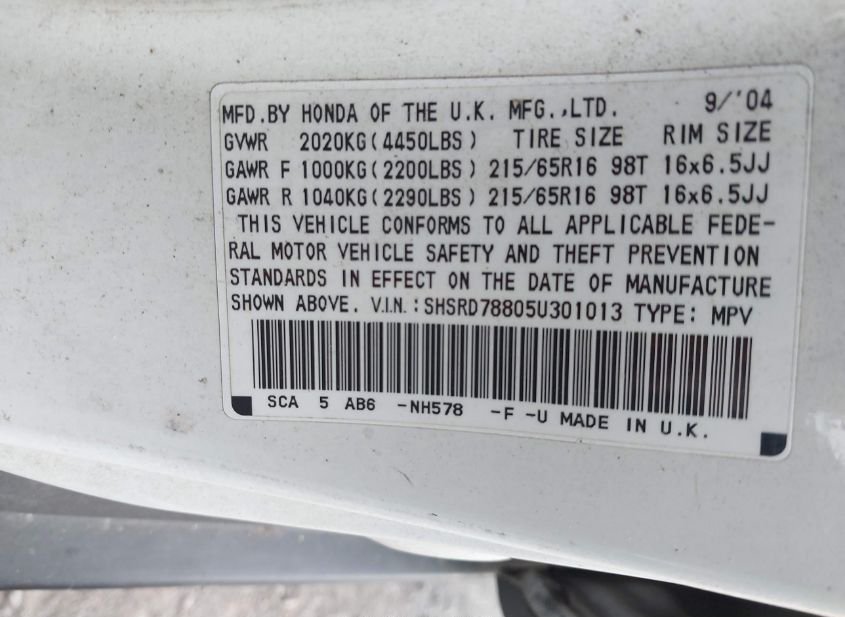 MFD.BY HONDA OF THE U.K. MFG.,LTD. 9/'04
GVWR 2020KG(4450LBS) TIRE SIZE RIM SIZE
GAWR F 1000KG(2200LBS) 215/65R16 98T 16x6.5JJ
GAWR R 1040KG(2290LBS) 215/65R16 98T 16x6.5JJ
THIS VEHICLE CONFORMS TO ALL APPLICABLE FEDE-
RAL MOTOR VEHICLE SAFETY AND THEFT PREVENTION
STANDARDS IN EFFECT ON THE DATE OF MANUFACTURE
SHOWN ABOVE. V.I.N.:SHSRD78805U301013 TYPE: MPV
SCA 5 AB6 -NH578 -F -U MADE IN U.K.